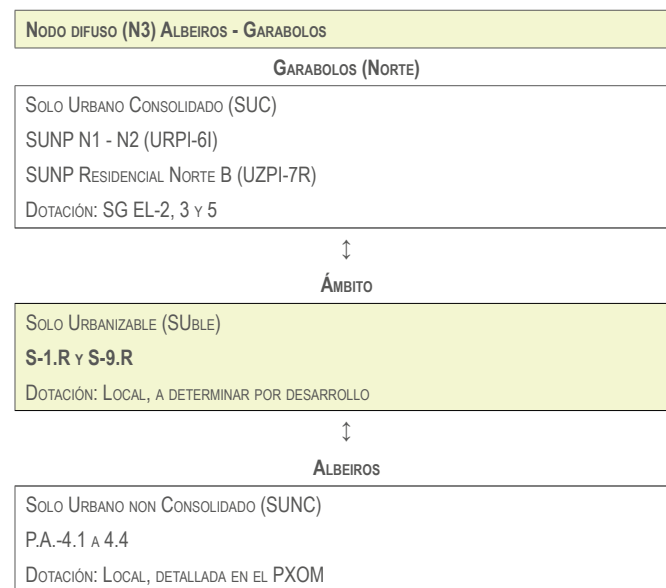 Nodo difuso (N3) Albeiros - Garabolos
Garabolos (Norte)
Solo Urbano Consolidado (SUC)
SUNP N1 - N2 (URPI-6I)
SUNP Residencial Norte B (UZPI-7R)
Dotación: SG EL-2, 3 y 5
↕
Ámbito
Solo Urbanizable (SUble)
S-1.R y S-9.R
Dotación: Local, a determinar por desarrollo
↕
Albeiros
Solo Urbano non Consolidado (SUNC)
P.A.-4.1 a 4.4
Dotación: Local, detallada en el PXOM